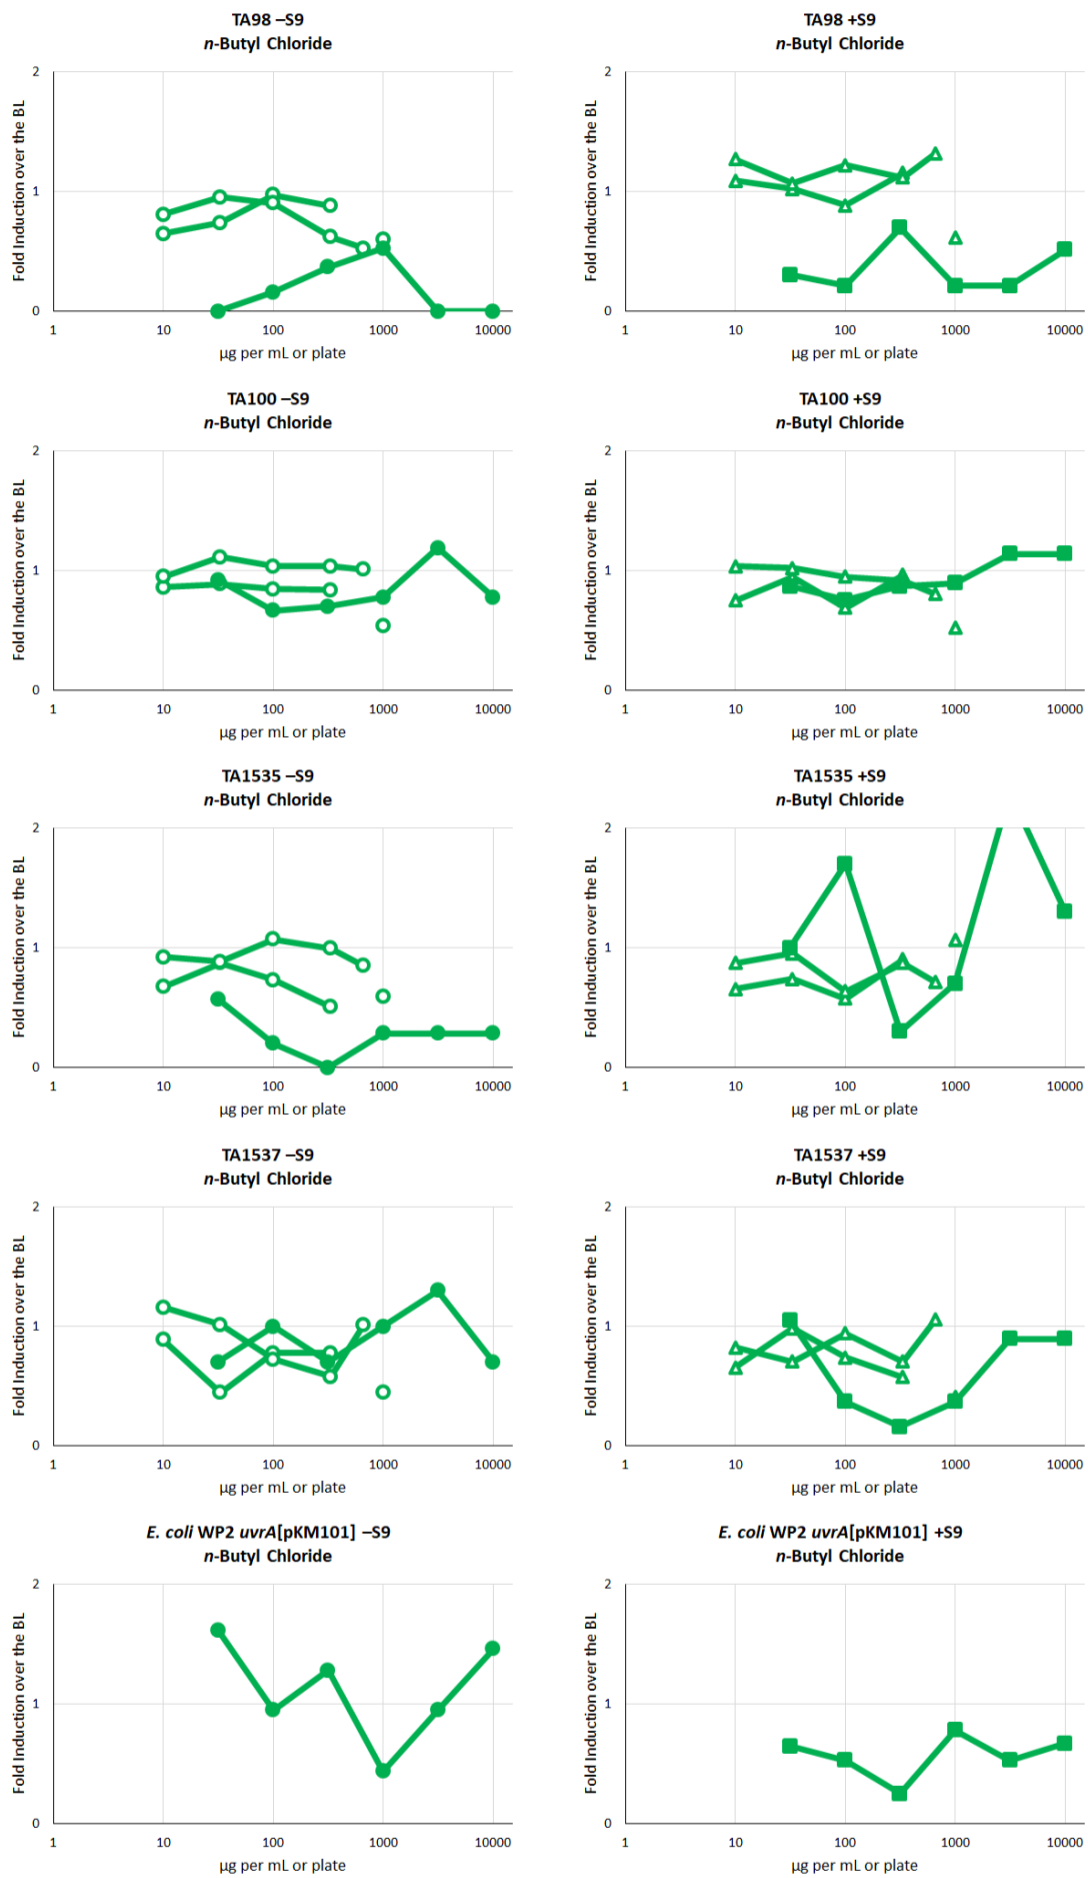 TA98 –S9
n-Butyl Chloride
Fold Induction over the BL
2
1
0
1 10 100 1000 10000
µg per mL or plate
TA98 +S9
n-Butyl Chloride
Fold Induction over the BL
2
1
0
1 10 100 1000 10000
µg per mL or plate
TA100 –S9
n-Butyl Chloride
Fold Induction over the BL
2
1
0
1 10 100 1000 10000
µg per mL or plate
TA100 +S9
n-Butyl Chloride
Fold Induction over the BL
2
1
0
1 10 100 1000 10000
µg per mL or plate
TA1535 –S9
n-Butyl Chloride
Fold Induction over the BL
2
1
0
1 10 100 1000 10000
µg per mL or plate
TA1535 +S9
n-Butyl Chloride
Fold Induction over the BL
2
1
0
1 10 100 1000 10000
µg per mL or plate
TA1537 –S9
n-Butyl Chloride
Fold Induction over the BL
2
1
0
1 10 100 1000 10000
µg per mL or plate
TA1537 +S9
n-Butyl Chloride
Fold Induction over the BL
2
1
0
1 10 100 1000 10000
µg per mL or plate
E. coli WP2 uvrA[pKM101] –S9
n-Butyl Chloride
Fold Induction over the BL
2
1
0
1 10 100 1000 10000
µg per mL or plate
E. coli WP2 uvrA[pKM101] +S9
n-Butyl Chloride
Fold Induction over the BL
2
1
0
1 10 100 1000 10000
µg per mL or plate